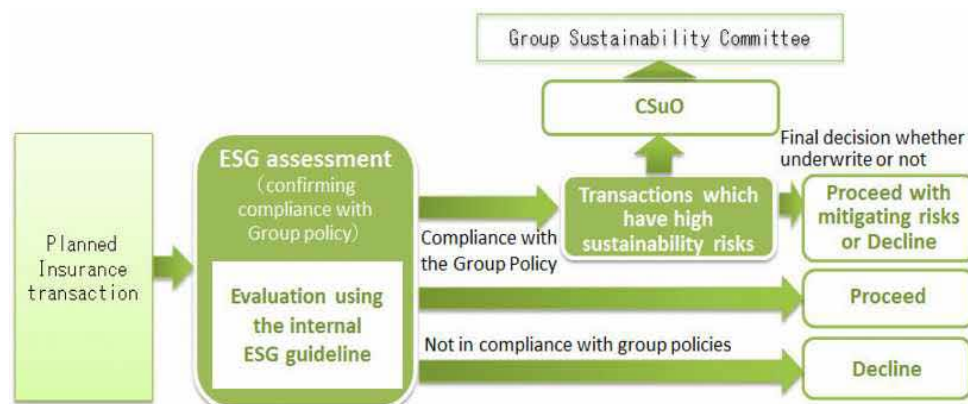 Group Sustainability Committee
CSuO
Final decision whether
underwrite or not
ESG assessment
（confirming
compliance with
Group policy）
Transactions which
have high
sustainability risks
Proceed with
mitigating risks
or Decline
Planned
Insurance
transaction
Compliance with
the Group Policy
Evaluation using
the internal
ESG guideline
Proceed
Not in compliance with group policies
Decline